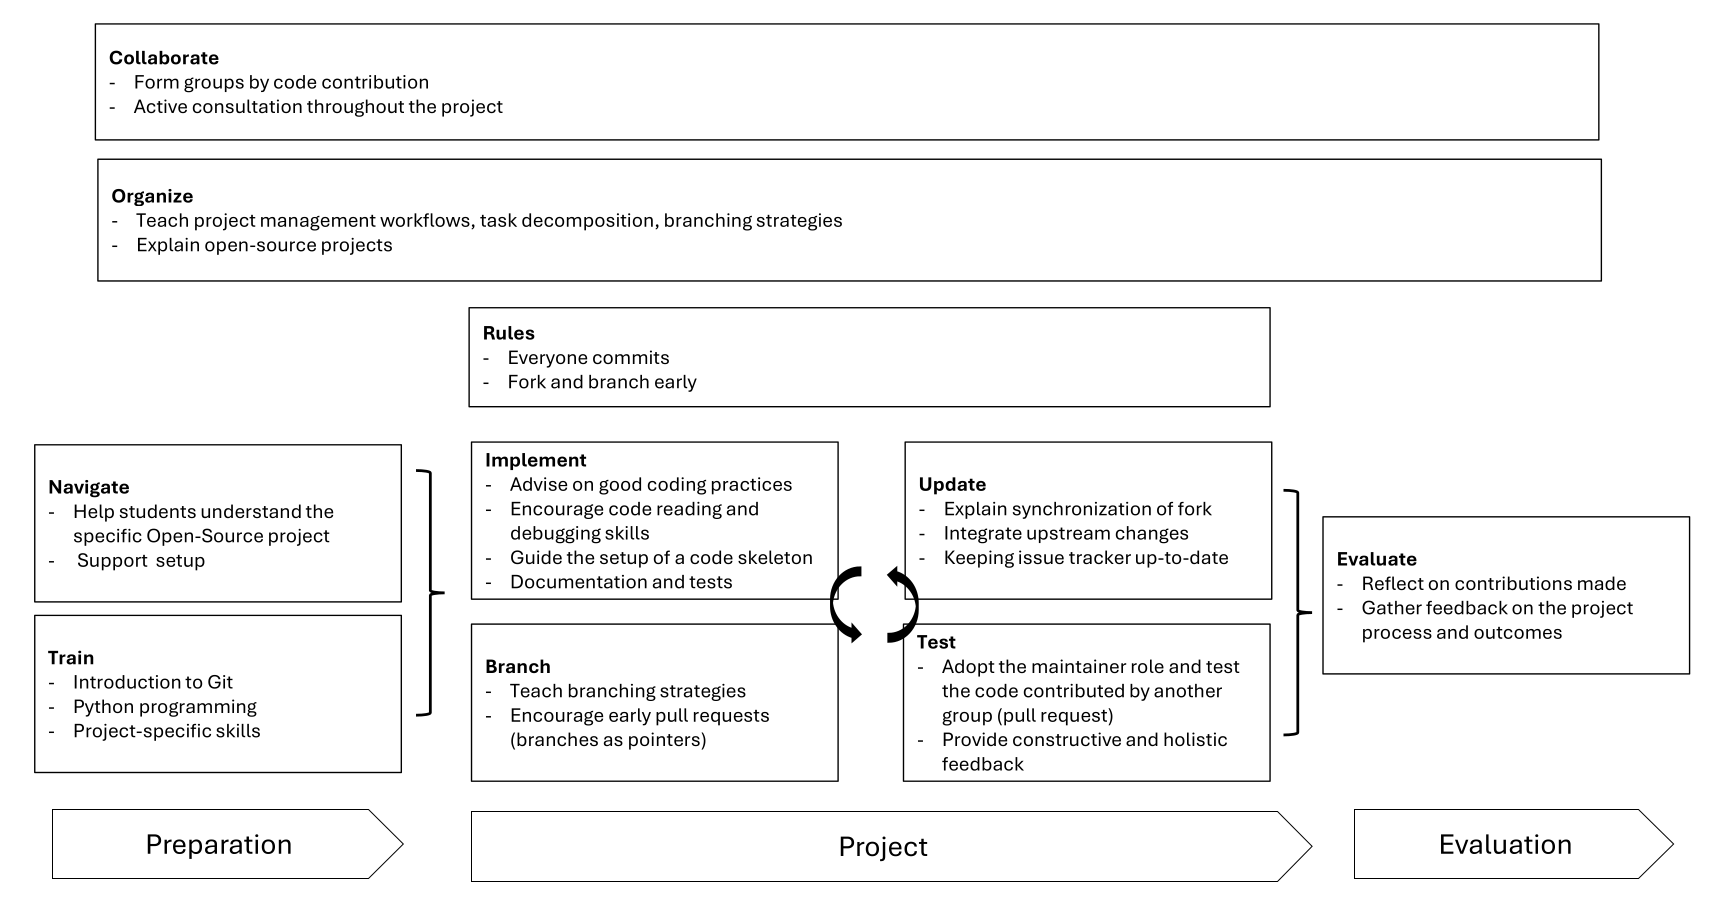 Collaborate
- Form groups by code contribution
- Active consultation throughout the project
Organize
- Teach project management workflows, task decomposition, branching strategies
- Explain open-source projects
Rules
- Everyone commits
- Fork and branch early
Navigate
- Help students understand the
specific Open-Source project
- Support setup
Train
- Introduction to Git
- Python programming
- Project-specific skills
Implement
- Advise on good coding practices
- Encourage code reading and
debugging skills
- Guide the setup of a code skeleton
- Documentation and tests
Branch
- Teach branching strategies
- Encourage early pull requests
(branches as pointers)
Update
- Explain synchronization of fork
- Integrate upstream changes
- Keeping issue tracker up-to-date
Test
- Adopt the maintainer role and test
the code contributed by another
group (pull request)
- Provide constructive and holistic
feedback
Evaluate
- Reflect on contributions made
- Gather feedback on the project
process and outcomes
Preparation
Project
Evaluation